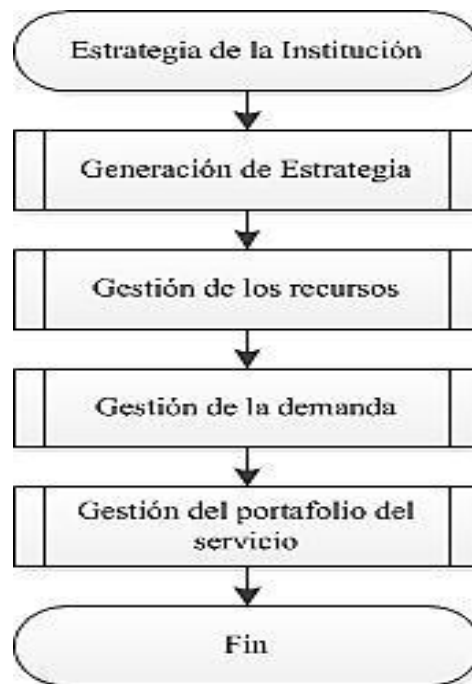 Estrategia de la Institución
Generación de Estrategia
Gestión de los recursos
Gestión de la demanda
Gestión del portafolio del
servicio
Fin